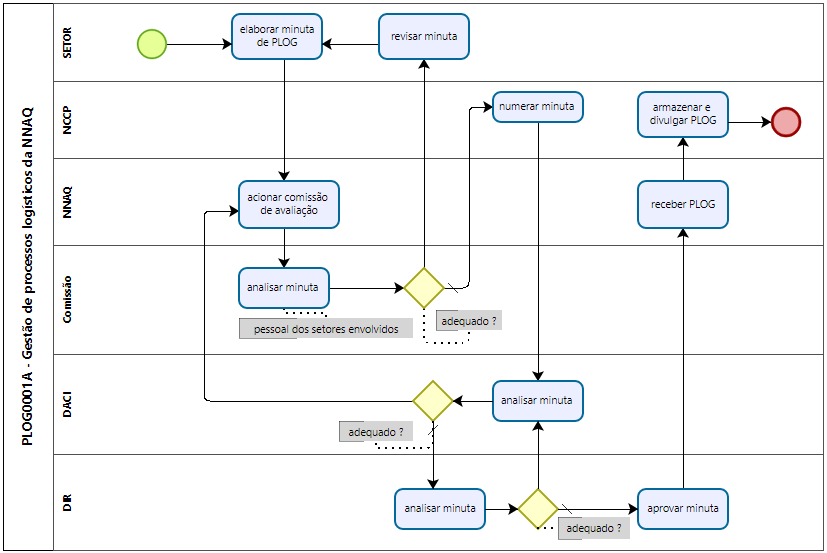 PLOG0001A - Gestão de processos logísticos da NNAQ
SETOR
elaborar minuta
de PLOG
revisar minuta
NCCP
numerar minuta
armazenar e
divulgar PLOG
NNAQ
acionar comissão
de avaliação
receber PLOG
Comissão
analisar minuta
pessoal dos setores envolvidos
adequado ?
DACI
analisar minuta
adequado ?
DIR
analisar minuta
adequado ?
aprovar minuta